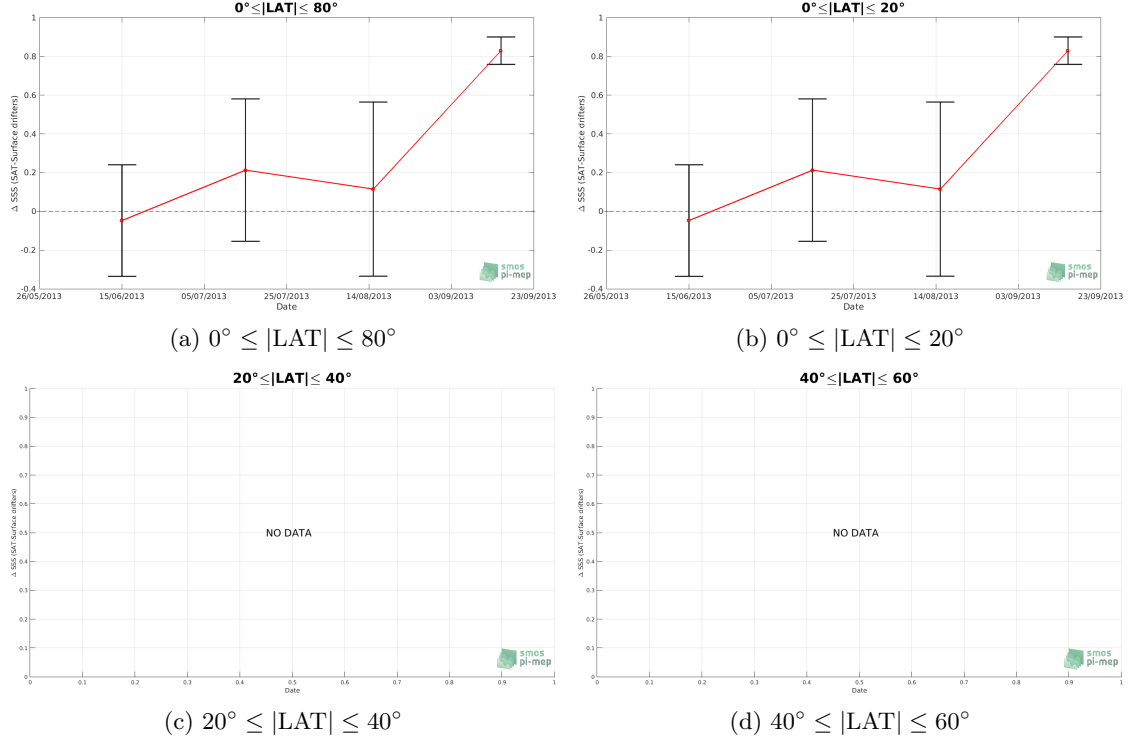 0°≤|LAT|≤ 80°
1
0.8
0.6
0.4
0.2
0
-0.2
-0.4
Δ SSS (SAT-Surface drifters)
26/05/2013 15/06/2013 05/07/2013 25/07/2013 14/08/2013 03/09/2013 23/09/2013
Date
smos
pi-mep
(a) 0° ≤ |LAT| ≤ 80°
0°≤|LAT|≤ 20°
1
0.8
0.6
0.4
0.2
0
-0.2
-0.4
Δ SSS (SAT-Surface drifters)
26/05/2013 15/06/2013 05/07/2013 25/07/2013 14/08/2013 03/09/2013 23/09/2013
Date
smos
pi-mep
(b) 0° ≤ |LAT| ≤ 20°
20°≤|LAT|≤ 40°
1
0.9
0.8
0.7
0.6
0.5
0.4
0.3
0.2
0.1
0
Δ SSS (SAT-Surface drifters)
NO DATA
0 0.1 0.2 0.3 0.4 0.5 0.6 0.7 0.8 0.9 1
Date
smos
pi-mep
(c) 20° ≤ |LAT| ≤ 40°
40°≤|LAT|≤ 60°
1
0.9
0.8
0.7
0.6
0.5
0.4
0.3
0.2
0.1
0
Δ SSS (SAT-Surface drifters)
NO DATA
0 0.1 0.2 0.3 0.4 0.5 0.6 0.7 0.8 0.9 1
Date
smos
pi-mep
(d) 40° ≤ |LAT| ≤ 60°